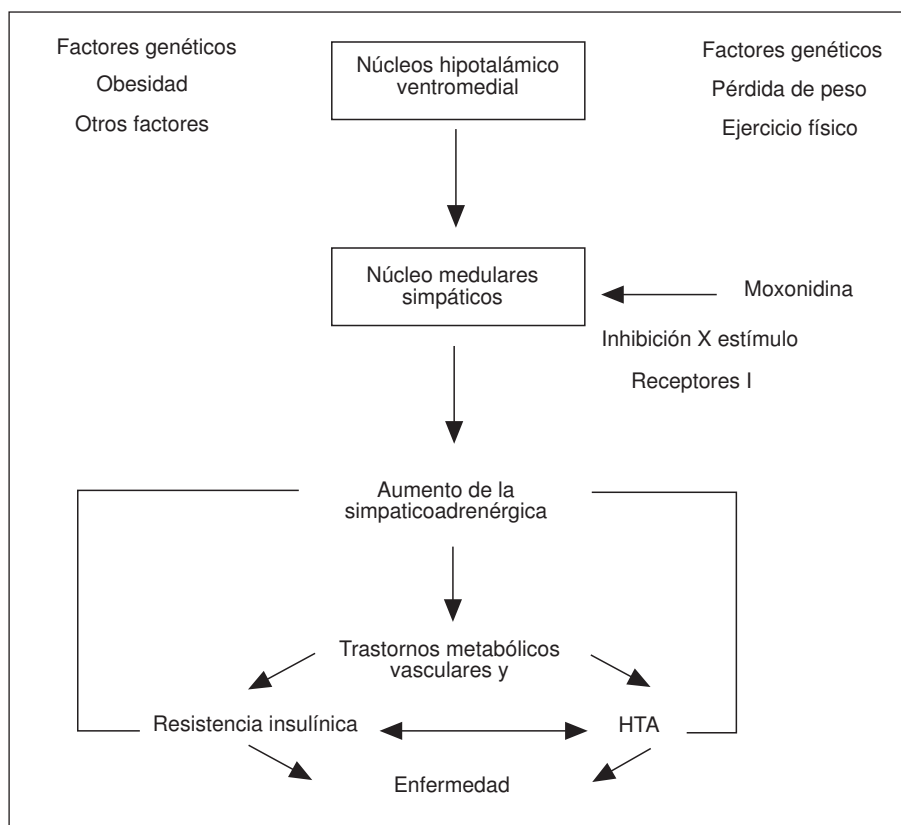 Factores genéticos
Obesidad
Otros factores
Núcleos hipotalámico
ventromedial
Factores genéticos
Pérdida de peso
Ejercicio físico
Núcleo medulares
simpáticos
Moxonidina
Inhibición X estímulo
Receptores I
Aumento de la
simpaticoadrenérgica
Trastornos metabólicos
vasculares y
Resistencia insulínica
HTA
Enfermedad